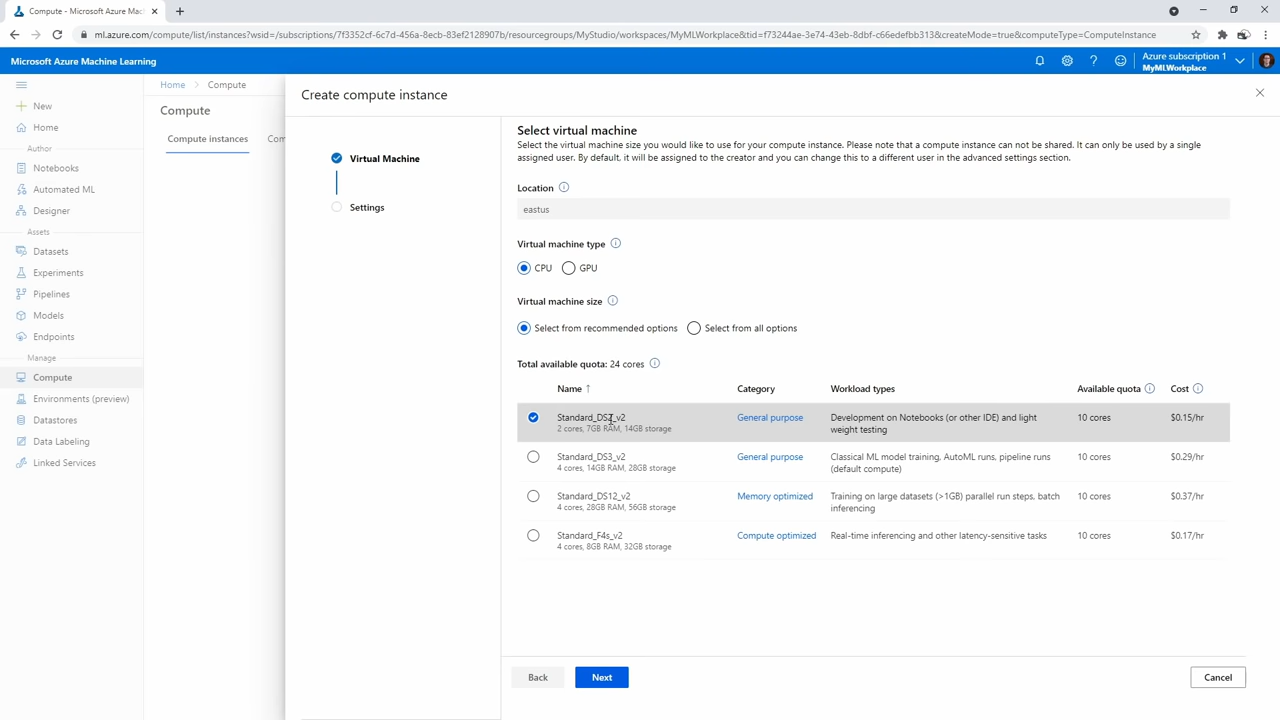 Compute - Microsoft Azure Mac
ml.azure.com/compute/list/instances?wsid=/subscriptions/7f3352cf-6c7d-456a-8ecb-83ef2128907b/resourcegroups/MyStudio/workspaces/MyMLWorkplace&tid=f73244ae-3e74-43eb-8dbf-c66edefbb313&createMode=true&computeType=ComputeInstance
Microsoft Azure Machine Learning
Azure subscription 1
MyMLWorkplace
New
Home
Author
Notebooks
Automated ML
Designer
Assets
Datasets
Experiments
Pipelines
Models
Endpoints
Manage
Compute
Environments (preview)
Datastores
Data Labeling
Linked Services
Home > Compute
Compute
Compute instances Com
Create compute instance
Virtual Machine
Settings
Select virtual machine
Select the virtual machine size you would like to use for your compute instance. Please note that a compute instance can not be shared. It can only be used by a single
assigned user. By default, it will be assigned to the creator and you can change this to a different user in the advanced settings section.
Location
eastus
Virtual machine type
CPU GPU
Virtual machine size
Select from recommended options Select from all options
Total available quota: 24 cores
Name ↑ Category Workload types Available quota Cost
Standard_DS2_v2 General purpose Development on Notebooks (or other IDE) and light 10 cores $0.15/hr
2 cores, 7GB RAM, 14GB storage weight testing
Standard_DS3_v2 General purpose Classical ML model training, AutoML runs, pipeline runs 10 cores $0.29/hr
4 cores, 14GB RAM, 28GB storage (default compute)
Standard_DS12_v2 Memory optimized Training on large datasets (>1GB) parallel run steps, batch 10 cores $0.37/hr
4 cores, 28GB RAM, 56GB storage inferencing
Standard_F4s_v2 Compute optimized Real-time inferencing and other latency-sensitive tasks 10 cores $0.17/hr
4 cores, 8GB RAM, 32GB storage
Back Next Cancel